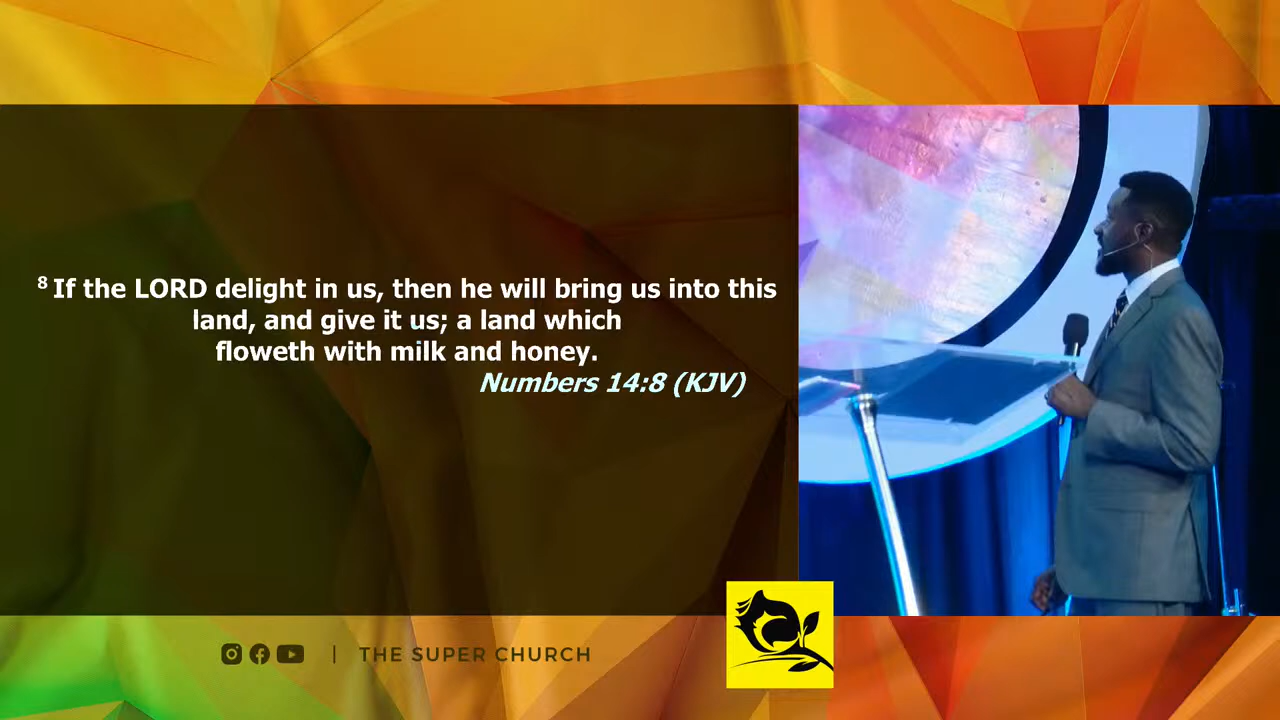 8 If the LORD delight in us, then he will bring us into this
land, and give it us; a land which
floweth with milk and honey.
Numbers 14:8 (KJV)
| THE SUPER CHURCH